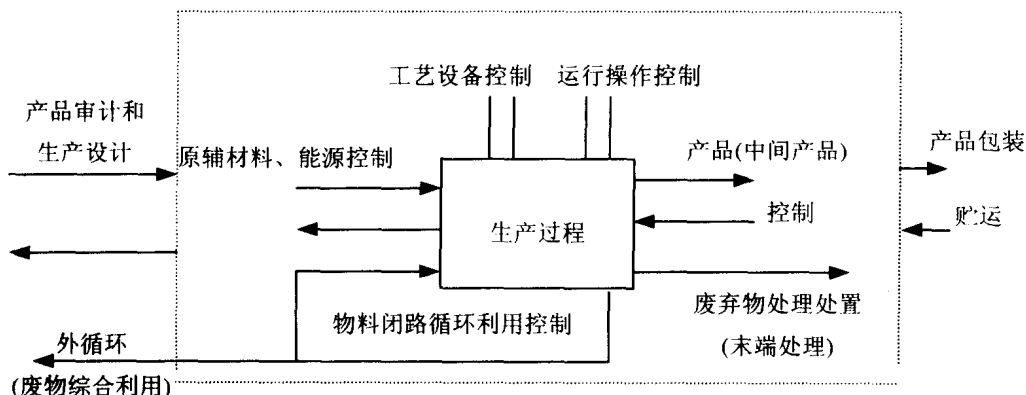 工艺设备控制 运行操作控制
产品审计和
生产设计
原辅材料、能源控制
产品(中间产品)
产品包装
控制
贮运
生产过程
物料闭路循环利用控制
废弃物处理处置
(末端处理)
外循环
(废物综合利用)